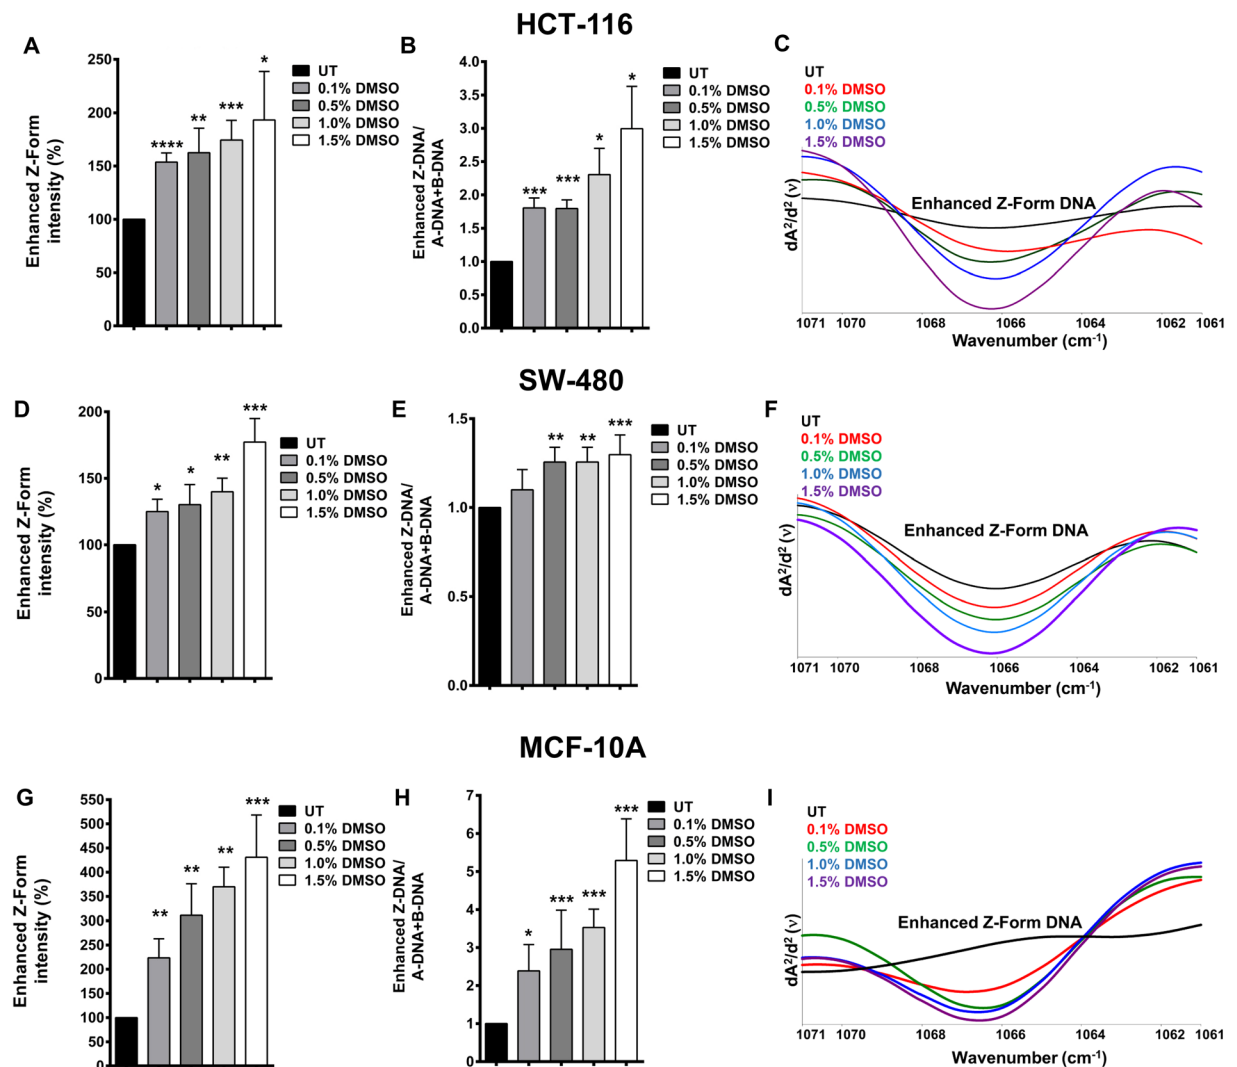 HCT-116
A
Enhanced Z-Form
intensity (%)
250
200
150
100
50
0
****
**
***
*
UT
0.1% DMSO
0.5% DMSO
1.0% DMSO
1.5% DMSO
B
Enhanced Z-DNA/
A-DNA+B-DNA
4.0
3.5
3.0
2.5
2.0
1.5
1.0
0.5
0.0
***
***
*
*
UT
0.1% DMSO
0.5% DMSO
1.0% DMSO
1.5% DMSO
C
UT
0.1% DMSO
0.5% DMSO
1.0% DMSO
1.5% DMSO
dA²/d² (ν)
Enhanced Z-Form DNA
1071 1070 1068 1066 1064 1062 1061
Wavenumber (cm⁻¹)
SW-480
D
Enhanced Z-Form
intensity (%)
200
150
100
50
0
*
*
**
***
UT
0.1% DMSO
0.5% DMSO
1.0% DMSO
1.5% DMSO
E
Enhanced Z-DNA/
A-DNA+B-DNA
1.5
1.0
0.5
0.0
**
**
***
UT
0.1% DMSO
0.5% DMSO
1.0% DMSO
1.5% DMSO
F
UT
0.1% DMSO
0.5% DMSO
1.0% DMSO
1.5% DMSO
dA²/d² (ν)
Enhanced Z-Form DNA
1071 1070 1068 1066 1064 1062 1061
Wavenumber (cm⁻¹)
MCF-10A
G
Enhanced Z-Form
intensity (%)
550
500
450
400
350
300
250
200
150
100
50
0
**
**
**
***
UT
0.1% DMSO
0.5% DMSO
1.0% DMSO
1.5% DMSO
H
Enhanced Z-DNA/
A-DNA+B-DNA
7
6
5
4
3
2
1
0
*
***
***
***
UT
0.1% DMSO
0.5% DMSO
1.0% DMSO
1.5% DMSO
I
UT
0.1% DMSO
0.5% DMSO
1.0% DMSO
1.5% DMSO
dA²/d² (ν)
Enhanced Z-Form DNA
1071 1070 1068 1066 1064 1062 1061
Wavenumber (cm⁻¹)